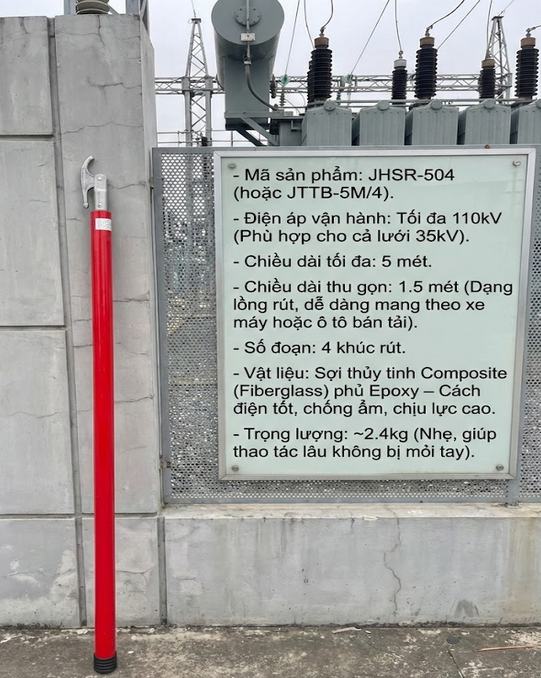 - Mã sản phẩm: JHSR-504
(hoặc JTTB-5M/4).
- Điện áp vận hành: Tối đa 110kV
(Phù hợp cho cả lưới 35kV).
- Chiều dài tối đa: 5 mét.
- Chiều dài thu gọn: 1.5 mét (Dạng
lồng rút, dễ dàng mang theo xe
máy hoặc ô tô bán tải).
- Số đoạn: 4 khúc rút.
- Vật liệu: Sợi thủy tinh Composite
(Fiberglass) phủ Epoxy – Cách
điện tốt, chống ẩm, chịu lực cao.
- Trọng lượng: ~2.4kg (Nhẹ, giúp
thao tác lâu không bị mỏi tay).